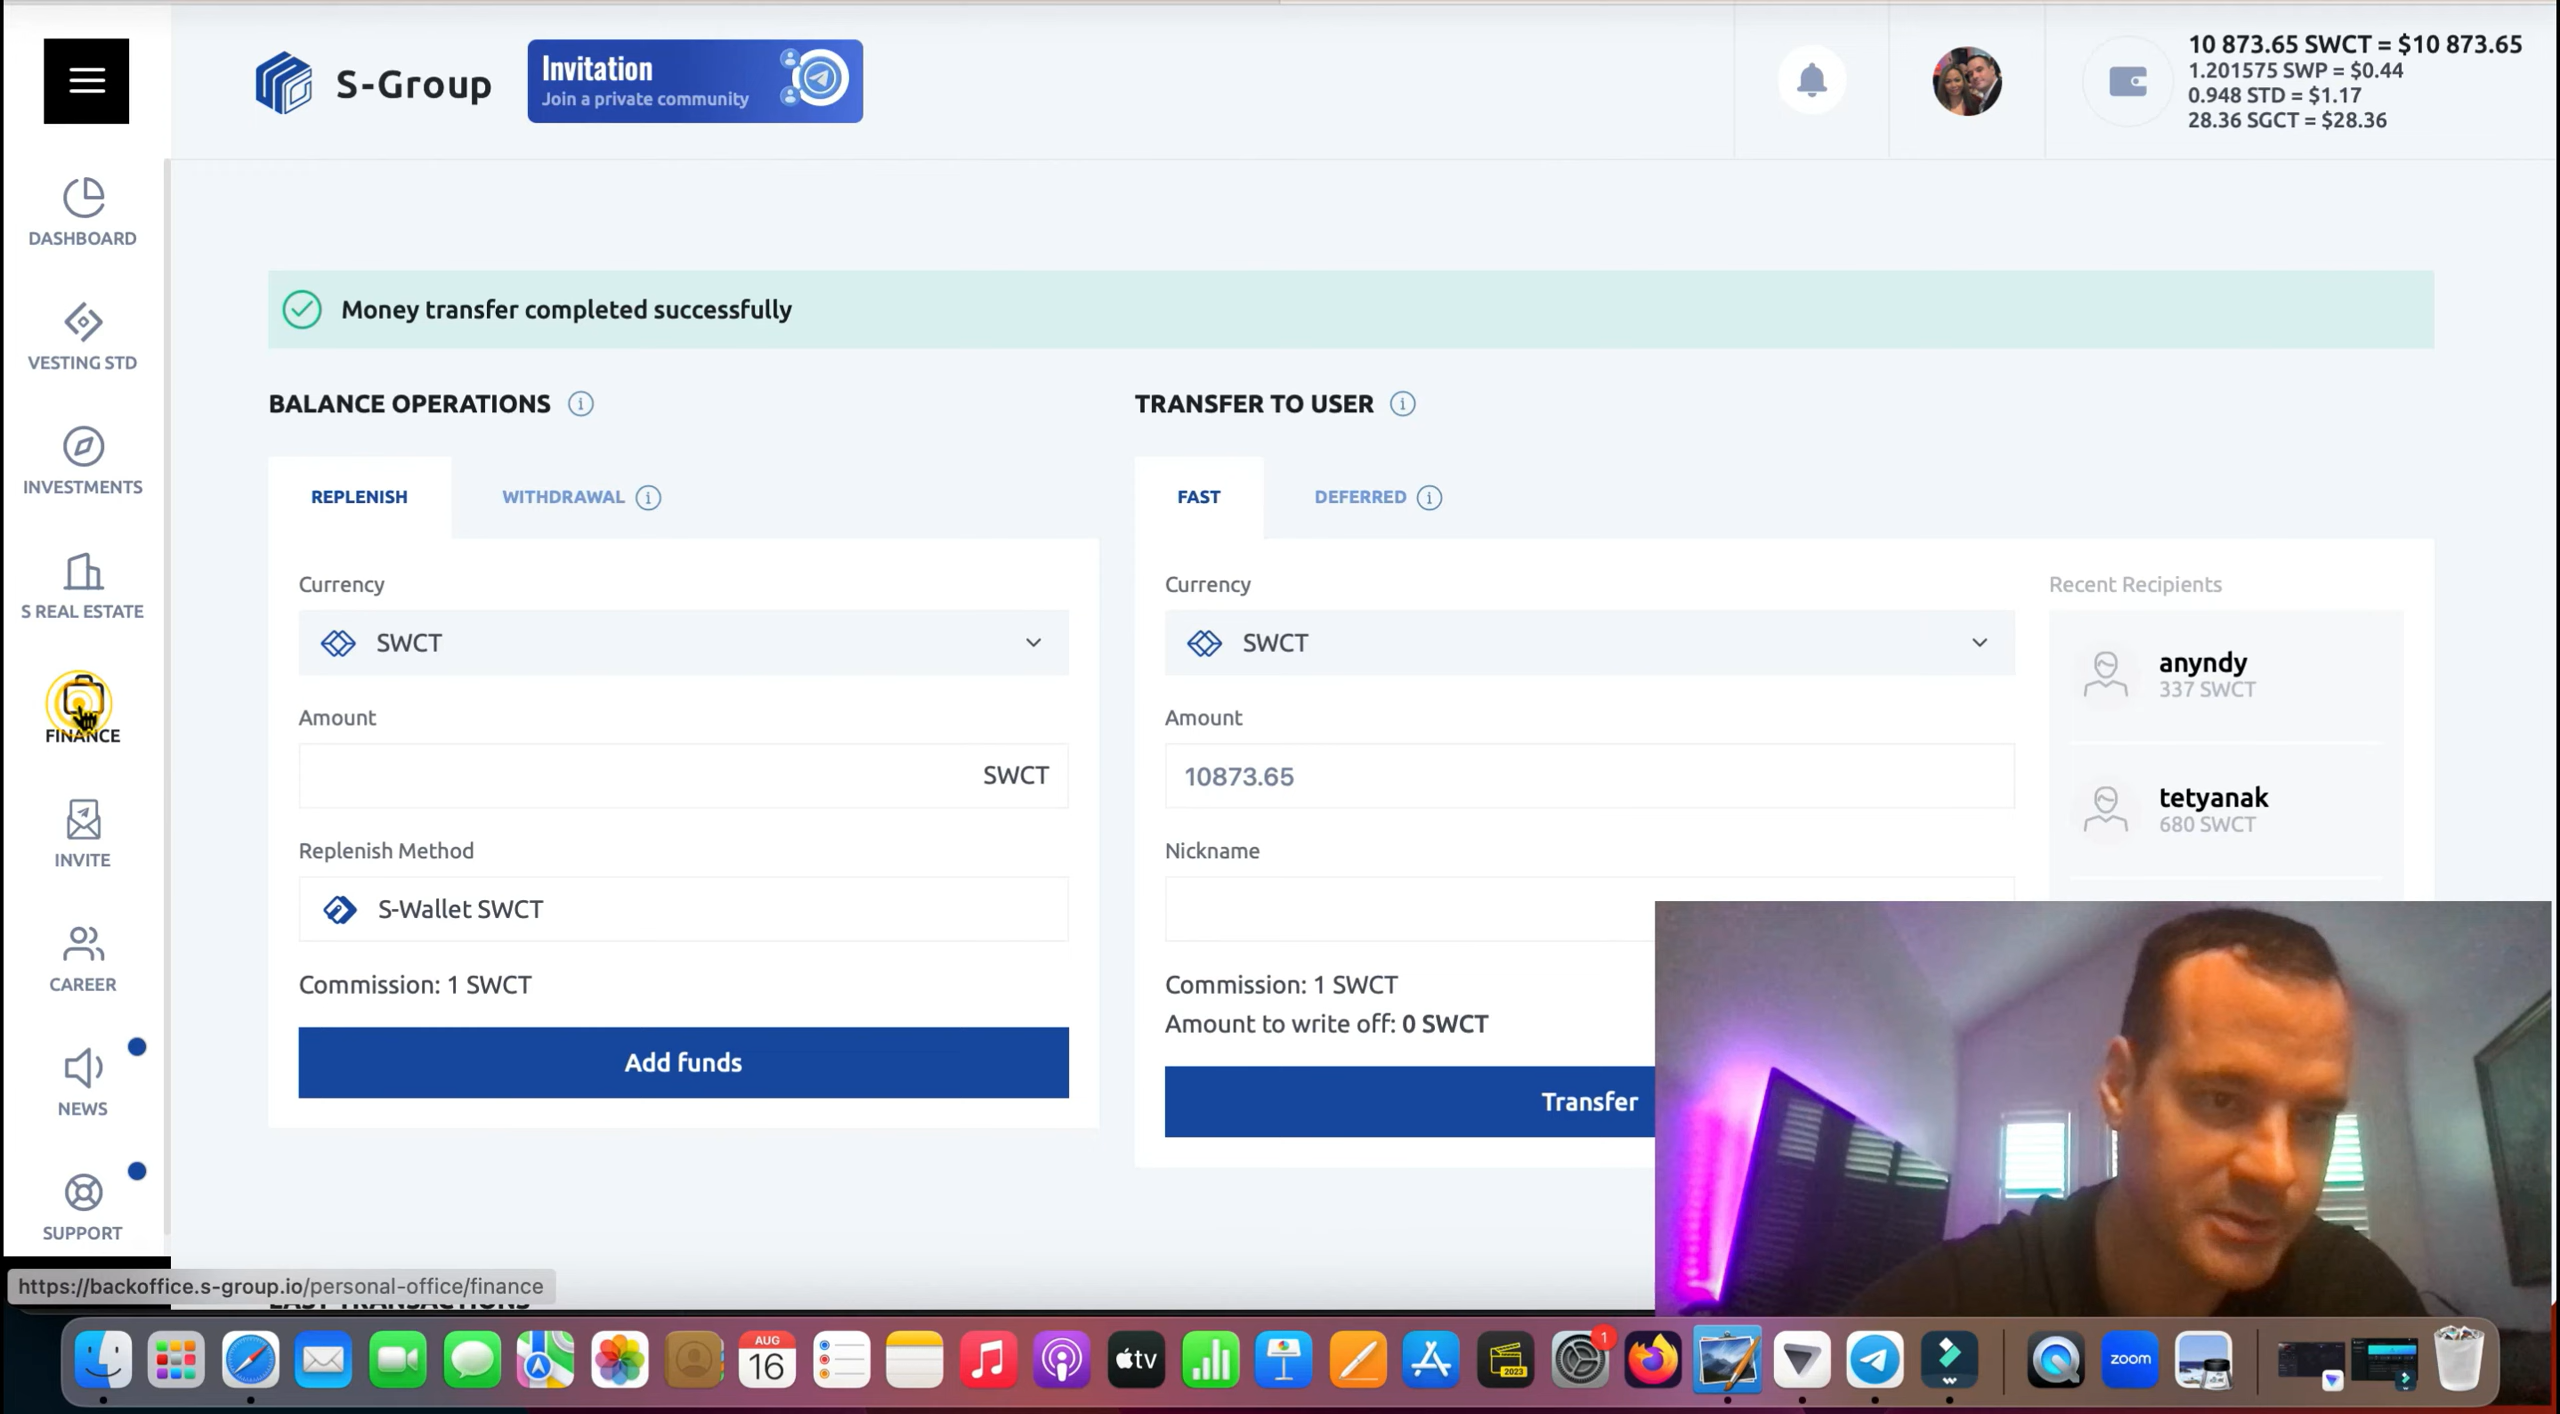 S-Group
Invitation
Join a private community
10 873.65 SWCT = $10 873.65
1.201575 SWP = $0.44
0.948 STD = $1.17
28.36 SGCT = $28.36
DASHBOARD
VESTING STD
INVESTMENTS
S REAL ESTATE
FINANCE
INVITE
CAREER
NEWS
SUPPORT
Money transfer completed successfully
BALANCE OPERATIONS
REPLENISH
WITHDRAWAL
Currency
SWCT
Amount
SWCT
Replenish Method
S-Wallet SWCT
Commission: 1 SWCT
Add funds
TRANSFER TO USER
FAST
DEFERRED
Currency
SWCT
Amount
10873.65
Nickname
Commission: 1 SWCT
Amount to write off: 0 SWCT
Transfer
Recent Recipients
anyndy
337 SWCT
tetyanak
680 SWCT
https://backoffice.s-group.io/personal-office/finance
LAST TRANSACTIONS
AUG
16
tv
2023
1
zoom